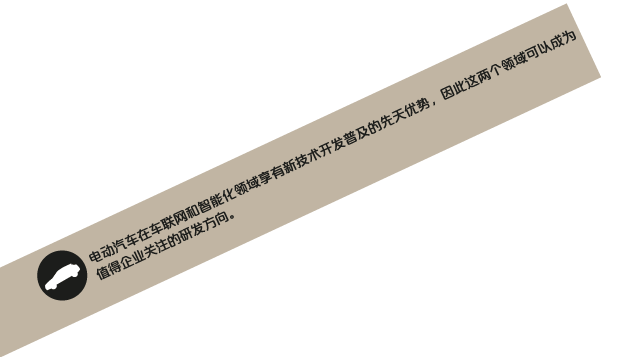 电动汽车在车联网和智能化领域享有新技术开发普及的先天优势，因此这两个领域可以成为
值得企业关注的研发方向。